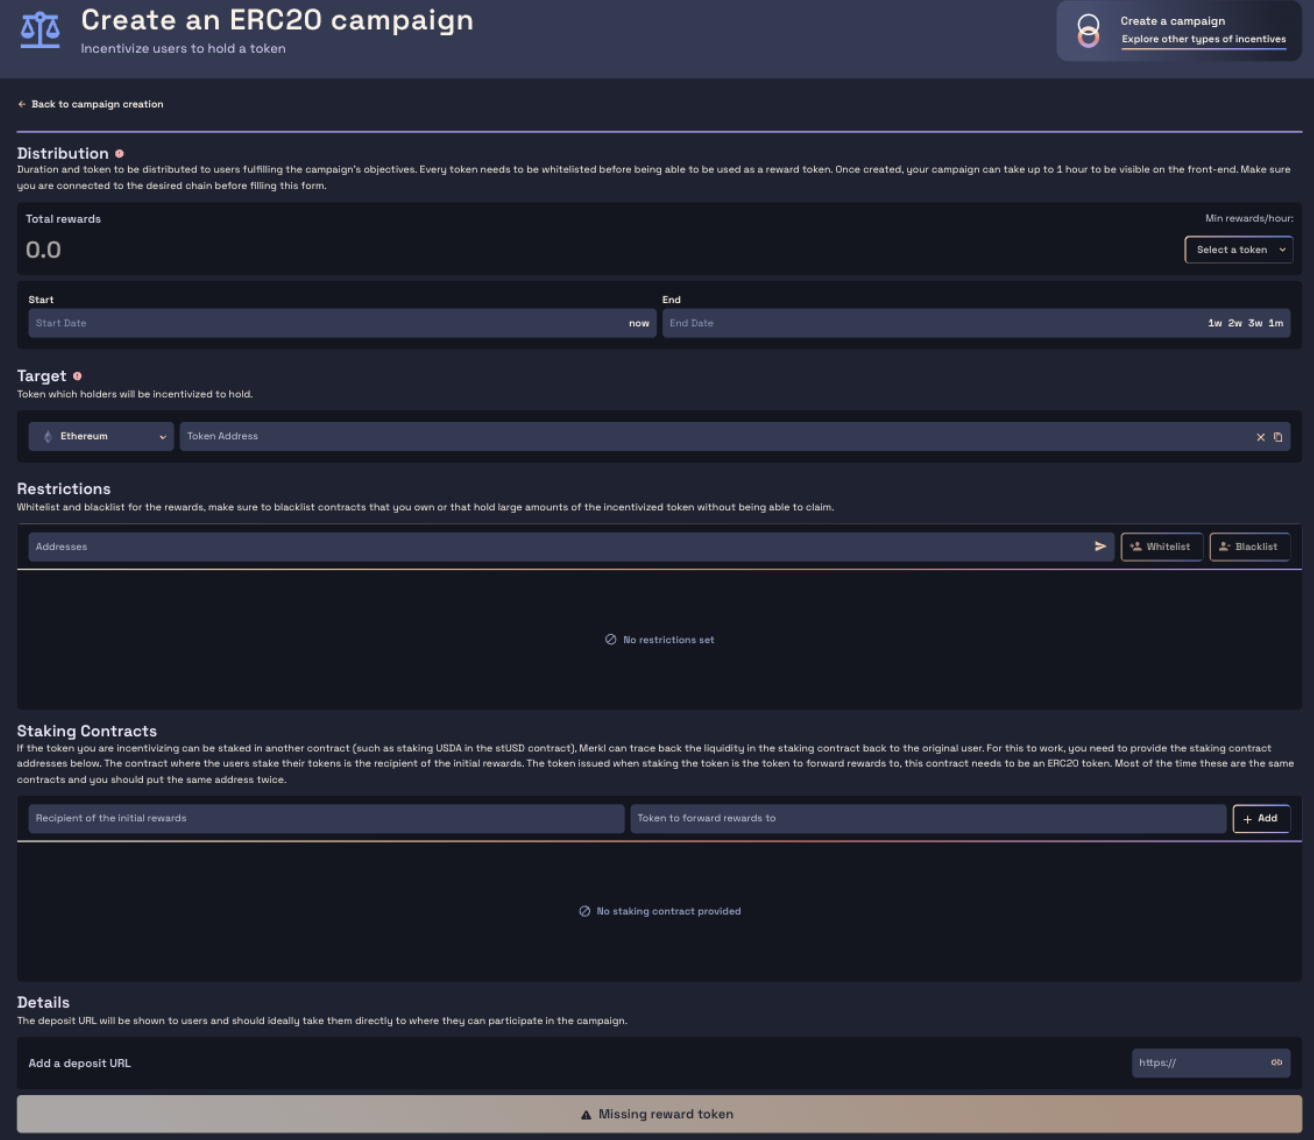 Create an ERC20 campaign
Incentivize users to hold a token
Create a campaign
Explore other types of incentives
← Back to campaign creation
Distribution
Duration and token to be distributed to users fulfilling the campaign's objectives. Every token needs to be whitelisted before being able to be used as a reward token. Once created, your campaign can take up to 1 hour to be visible on the front-end. Make sure
you are connected to the desired chain before filling this form.
Total rewards
Min rewards/hour:
0.0
Select a token
Start
End
Start Date
now
End Date
1w 2w 3w 1m
Target
Token which holders will be incentivized to hold.
Ethereum
Token Address
Restrictions
Whitelist and blacklist for the rewards, make sure to blacklist contracts that you own or that hold large amounts of the incentivized token without being able to claim.
Addresses
Whitelist
Blacklist
No restrictions set
Staking Contracts
If the token you are incentivizing can be staked in another contract (such as staking USDA in the stUSD contract), Merkl can trace back the liquidity in the staking contract back to the original user. For this to work, you need to provide the staking contract
addresses below. The contract where the users stake their tokens is the recipient of the initial rewards. The token issued when staking the token is the token to forward rewards to, this contract needs to be an ERC20 token. Most of the time these are the same
contracts and you should put the same address twice.
Recipient of the initial rewards
Token to forward rewards to
+ Add
No staking contract provided
Details
The deposit URL will be shown to users and should ideally take them directly to where they can participate in the campaign.
Add a deposit URL
https://
Missing reward token